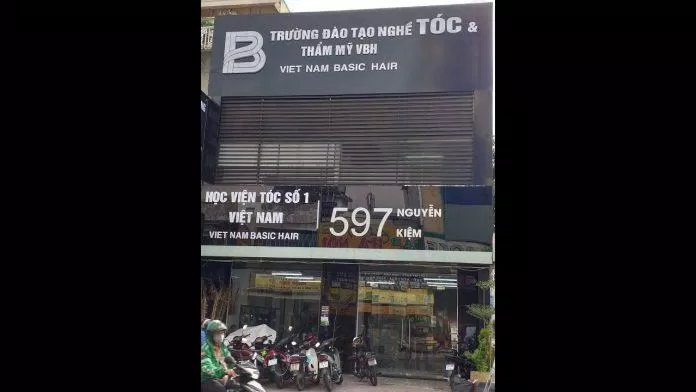 B
TRƯỜNG ĐÀO TẠO NGHỀ TÓC &
THẨM MỸ VBH
VIET NAM BASIC HAIR
HỌC VIỆN TÓC SỐ 1
VIỆT NAM
VIET NAM BASIC HAIR
597 NGUYỄN
KIỆM